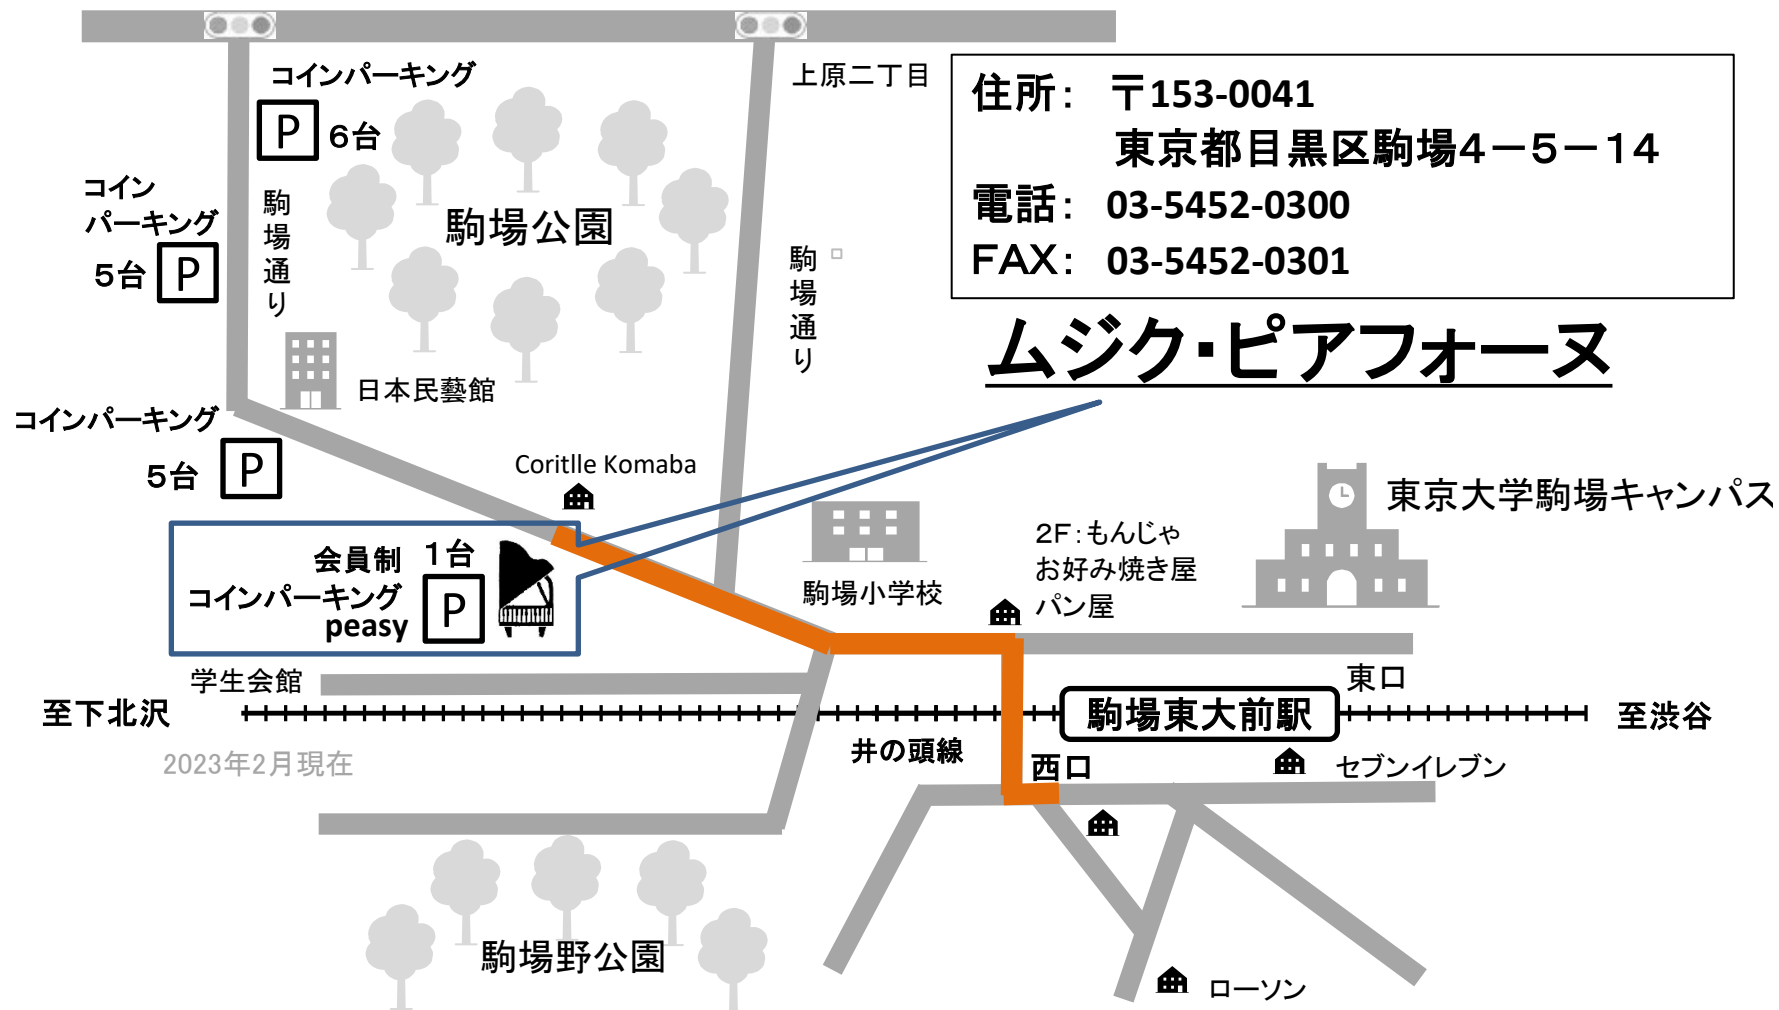 コインパーキング
P 6台
上原二丁目
住所： 〒153-0041
東京都目黒区駒場4－5－14
電話： 03-5452-0300
FAX： 03-5452-0301
コイン
パーキング
5台 P
駒場通り
駒場公園
駒場通り
ムジク・ピアフォーヌ
日本民藝館
コインパーキング
5台 P
Coritlle Komaba
東京大学駒場キャンパス
2F：もんじゃ
お好み焼き屋
パン屋
会員制 1台
コインパーキング P
peasy
駒場小学校
学生会館
東口
至下北沢
駒場東大前駅
至渋谷
井の頭線
西口
セブンイレブン
2023年2月現在
駒場野公園
ローソン